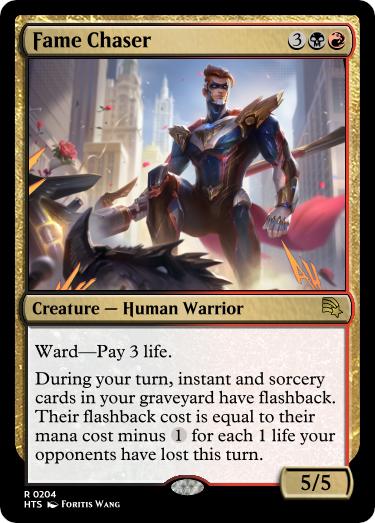 Fame Chaser 3
Creature — Human Warrior
Ward—Pay 3 life.
During your turn, instant and sorcery
cards in your graveyard have flashback.
Their flashback cost is equal to their
mana cost minus 1 for each 1 life your
opponents have lost this turn.
5/5
R 0204
HTS Foritis Wang